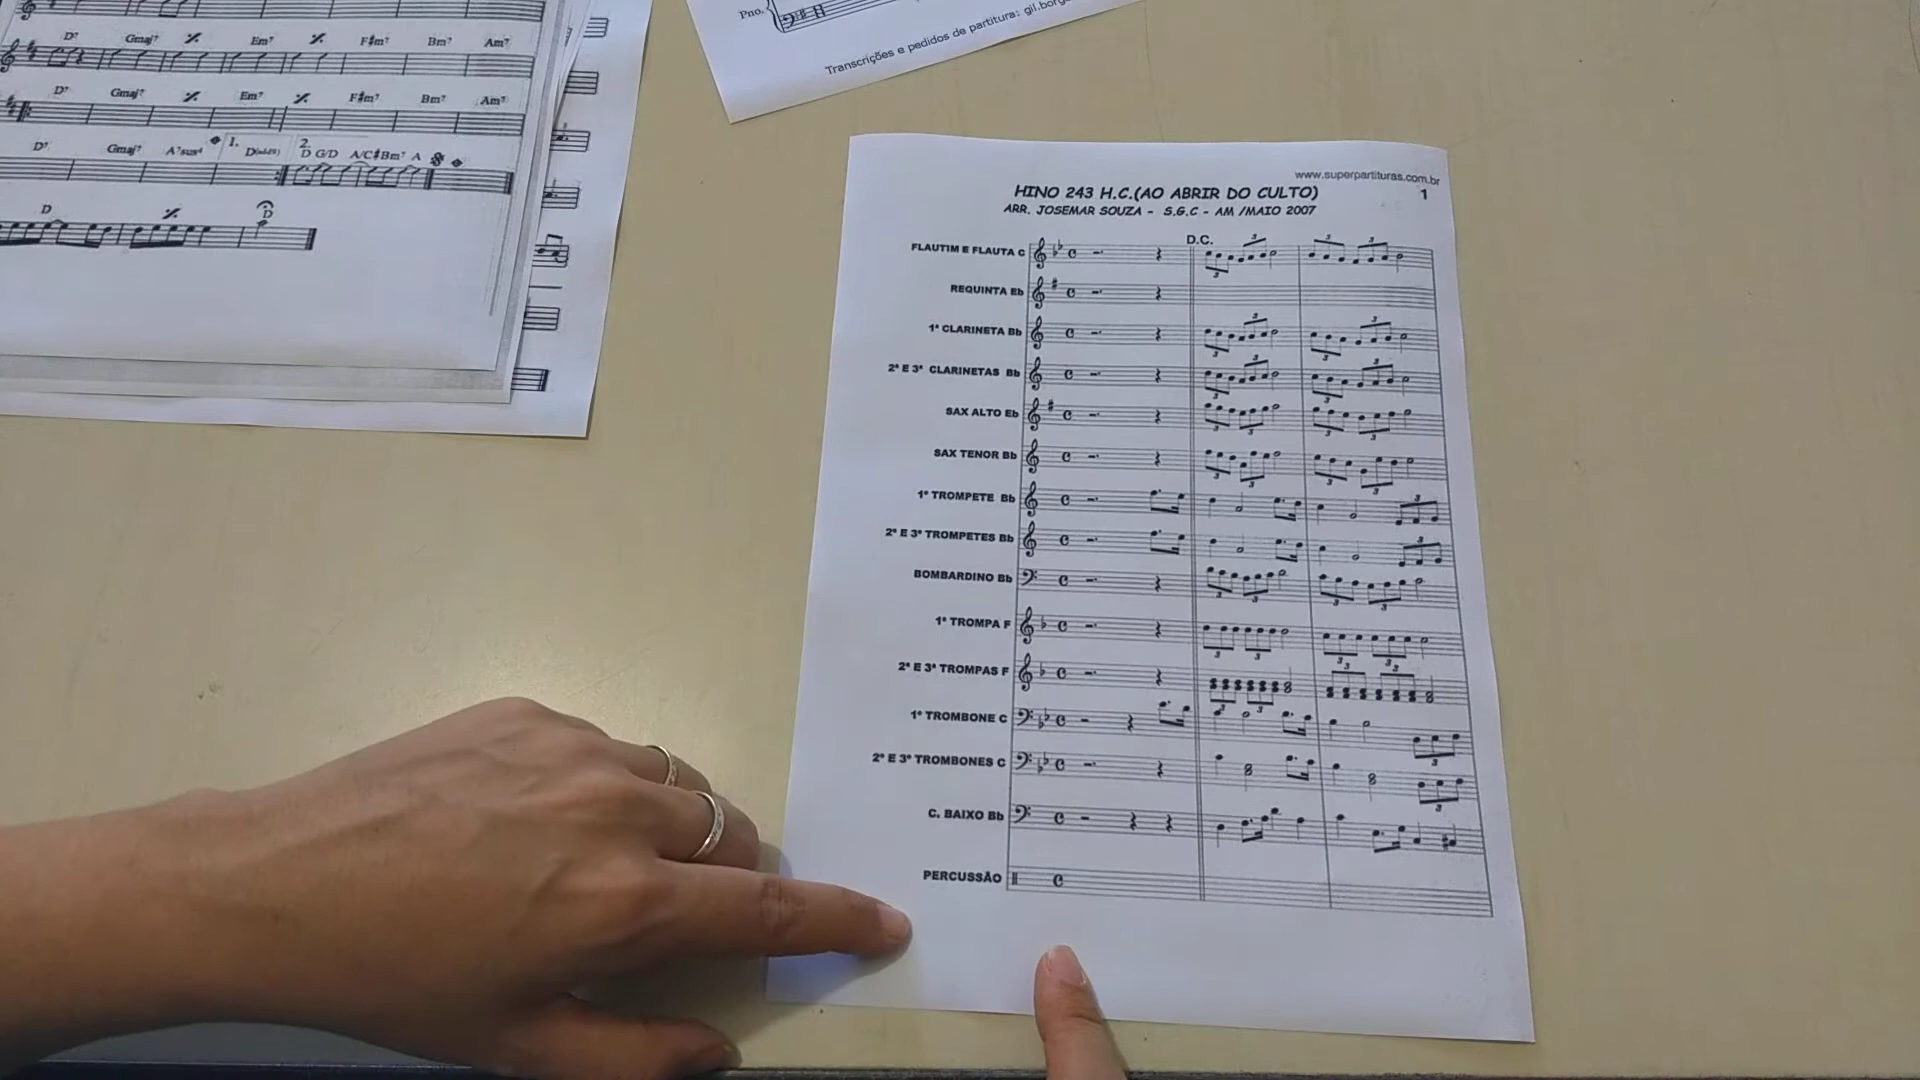 D⁷ Gmaj⁷ Em⁷ F♯m⁷ Bm⁷ Am⁷
D⁷ Gmaj⁷ Em⁷ F♯m⁷ Bm⁷ Am⁷
D⁷ Gmaj⁷ A⁷sus⁴ 1. D(add9) 2. D G/D A/C♯ Bm⁷ A
D D
Pno.
Transcrições e pedidos de partitura:
www.superpartituras.com.br
HINO 243 H.C.(AO ABRIR DO CULTO)
1
ARR. JOSEMAR SOUZA - S.G.C - AM /MAIO 2007
D.C.
FLAUTIM E FLAUTA C
REQUINTA Eb
1ª CLARINETA Bb
2ª E 3ª CLARINETAS Bb
SAX ALTO Eb
SAX TENOR Bb
1º TROMPETE Bb
2º E 3º TROMPETES Bb
BOMBARDINO Bb
1ª TROMPA F
2ª E 3ª TROMPAS F
1º TROMBONE C
2º E 3º TROMBONES C
C. BAIXO Bb
PERCUSSÃO